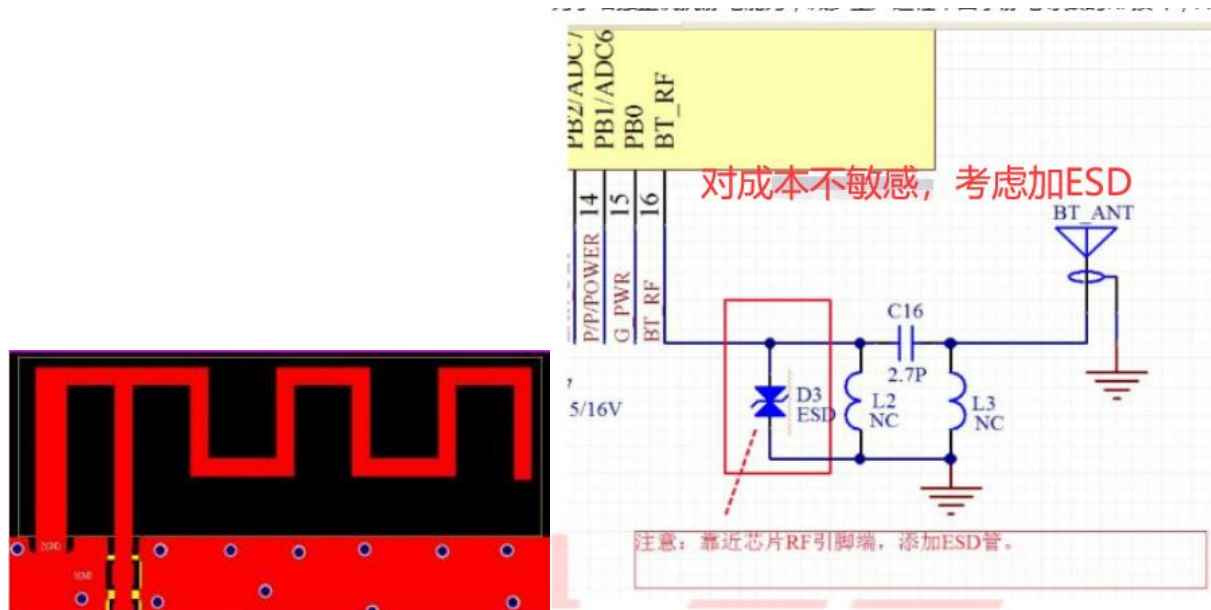 PB2/ADC7
PB1/ADC6
PB0
BT_RF
对成本不敏感，考虑加ESD
14
15
16
P/P/POWER
G_PWR
BT_RF
BT_ANT
C16
2.7P
D3
ESD
L2
NC
L3
NC
5/16V
注意：靠近芯片RF引脚端，添加ESD管。